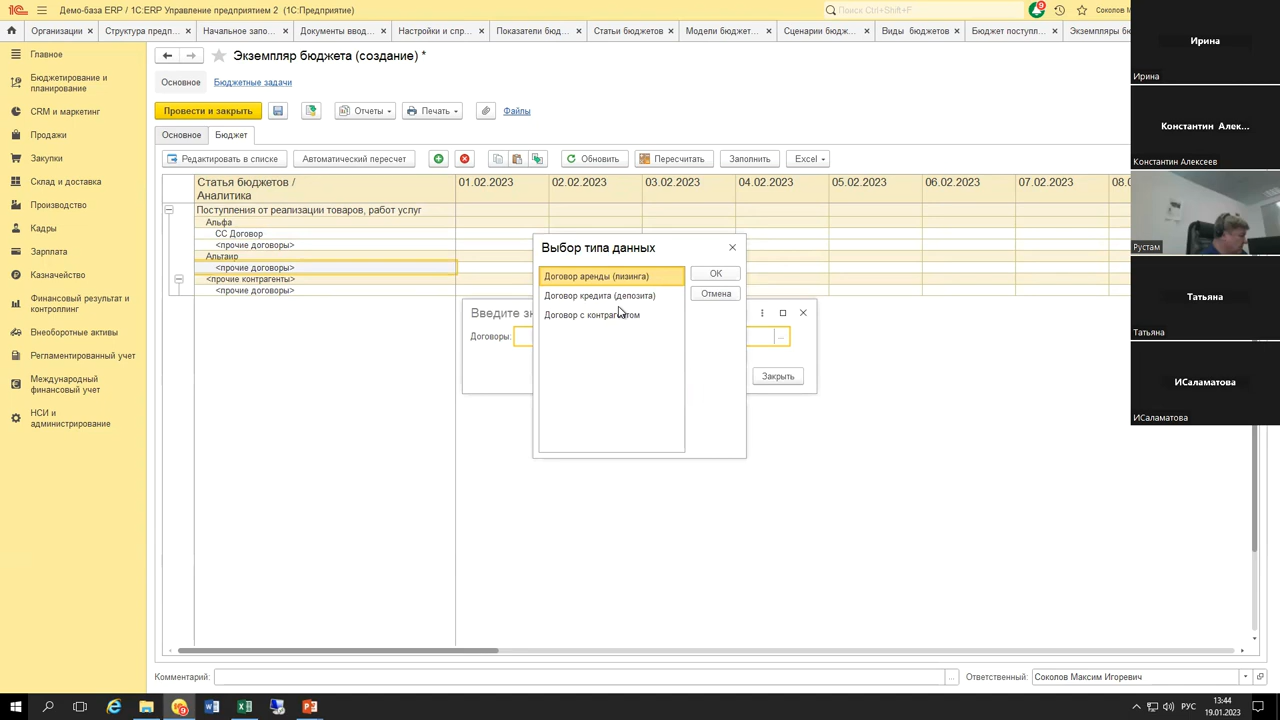 Демо-база ERP / 1С:ERP Управление предприятием 2 (1С:Предприятие)
Поиск Ctrl+Shift+F
Соколов М
Организации
Структура предп...
Начальное запо...
Документы ввод...
Настройки и спр...
Показатели бюд...
Статьи бюджетов
Модели бюджет...
Сценарии бюдж...
Виды бюджетов
Бюджет поступл...
Экземпляры бю
Главное
Бюджетирование и
планирование
CRM и маркетинг
Продажи
Закупки
Склад и доставка
Производство
Кадры
Зарплата
Казначейство
Финансовый результат и
контроллинг
Внеоборотные активы
Регламентированный учет
Международный
финансовый учет
НСИ и
администрирование
Экземпляр бюджета (создание) *
Основное
Бюджетные задачи
Провести и закрыть
Отчеты
Печать
Файлы
Основное
Бюджет
Редактировать в списке
Автоматический пересчет
Обновить
Пересчитать
Заполнить
Excel
Статья бюджетов /
Аналитика
01.02.2023
02.02.2023
03.02.2023
04.02.2023
05.02.2023
06.02.2023
07.02.2023
08.0
Поступления от реализации товаров, работ услуг
Альфа
СС Договор
<прочие договоры>
Альтаир
<прочие договоры>
<прочие контрагенты>
<прочие договоры>
Выбор типа данных
Договор аренды (лизинга)
Договор кредита (депозита)
Договор с контрагентом
OK
Отмена
Введите зн
Договоры:
Закрыть
Комментарий:
Ответственный:
Соколов Максим Игоревич
Ирина
Ирина
Константин Алек...
Константин Алексеев
Рустам
Татьяна
Татьяна
ИСаламатова
ИСаламатова
РУС
13:44
19.01.2023